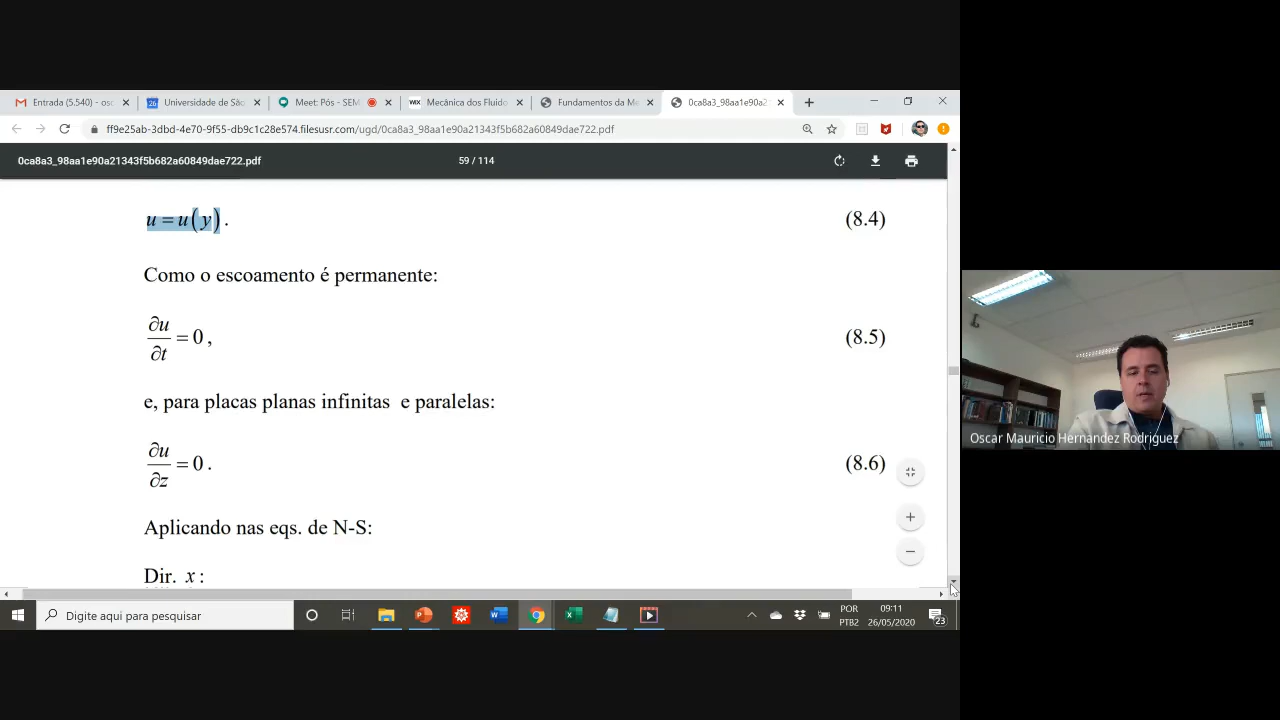 Entrada (5.540) - osc
Universidade de São
Meet: Pós - SEM
WIX Mecânica dos Fluido
Fundamentos da Me
0ca8a3_98aa1e90a2
ff9e25ab-3dbd-4e70-9f55-db9c1c28e574.filesusr.com/ugd/0ca8a3_98aa1e90a21343f5b682a60849dae722.pdf
0ca8a3_98aa1e90a21343f5b682a60849dae722.pdf 59 / 114
u = u(y). (8.4)
Como o escoamento é permanente:
∂u/∂t = 0, (8.5)
e, para placas planas infinitas e paralelas:
∂u/∂z = 0. (8.6)
Aplicando nas eqs. de N-S:
Dir. x:
Oscar Mauricio Hernandez Rodriguez
Digite aqui para pesquisar
POR
PTB2
09:11
26/05/2020
23